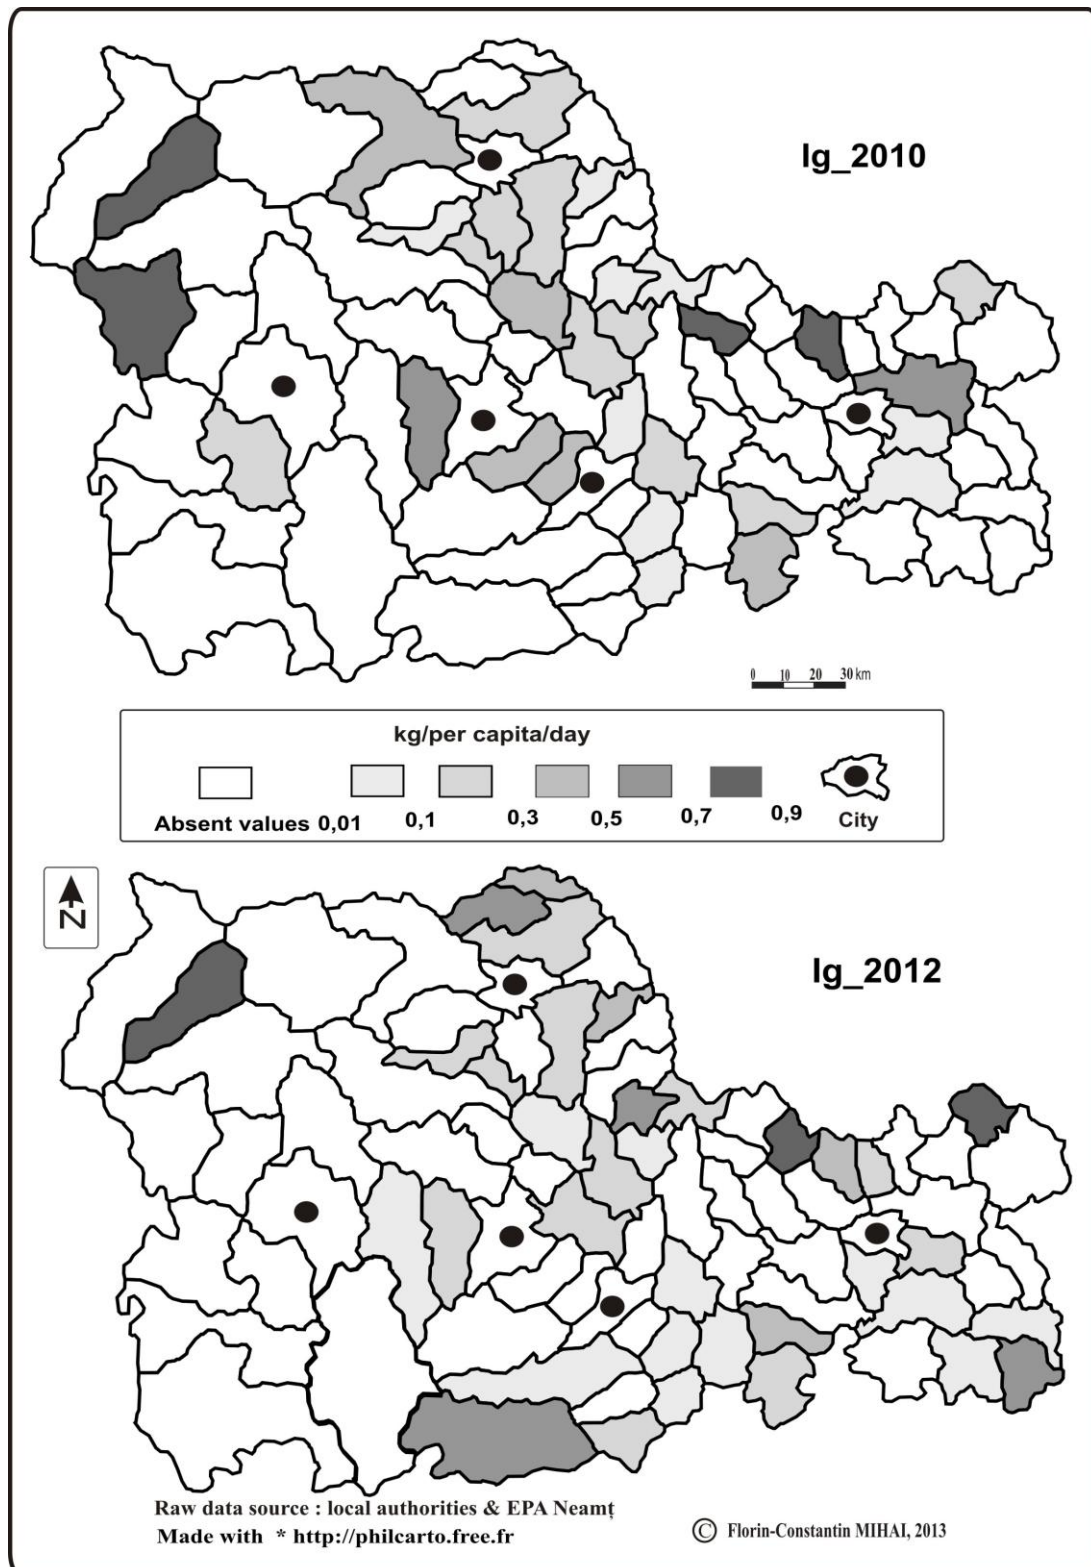 Ig_2010
0 10 20 30 km
kg/per capita/day
Absent values 0,01 0,1 0,3 0,5 0,7 0,9 City
N
Ig_2012
Raw data source : local authorities & EPA Neamţ
Made with * http://philcarto.free.fr
© Florin-Constantin MIHAI, 2013